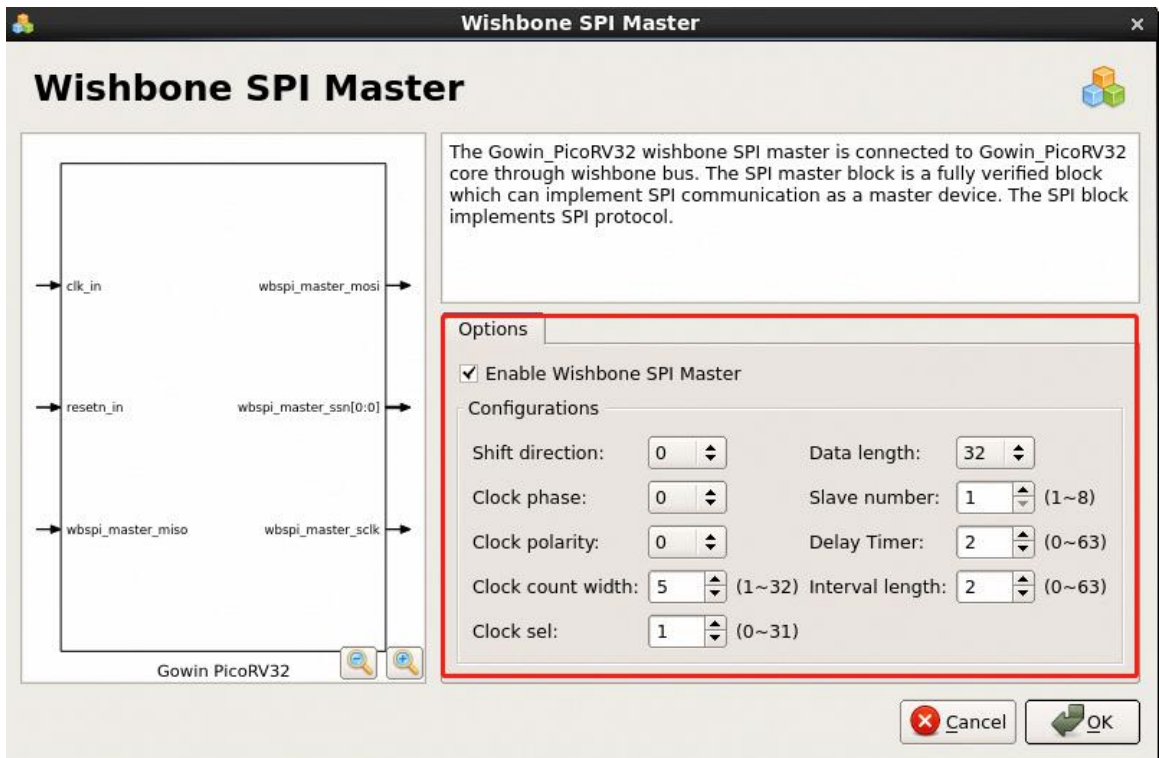 Wishbone SPI Master
Wishbone SPI Master
clk_in
wbspi_master_mosi
resetn_in
wbspi_master_ssn[0:0]
wbspi_master_miso
wbspi_master_sclk
Gowin PicoRV32
The Gowin_PicoRV32 wishbone SPI master is connected to Gowin_PicoRV32
core through wishbone bus. The SPI master block is a fully verified block
which can implement SPI communication as a master device. The SPI block
implements SPI protocol.
Options
Enable Wishbone SPI Master
Configurations
Shift direction: 0 Data length: 32
Clock phase: 0 Slave number: 1 (1~8)
Clock polarity: 0 Delay Timer: 2 (0~63)
Clock count width: 5 (1~32) Interval length: 2 (0~63)
Clock sel: 1 (0~31)
Cancel OK